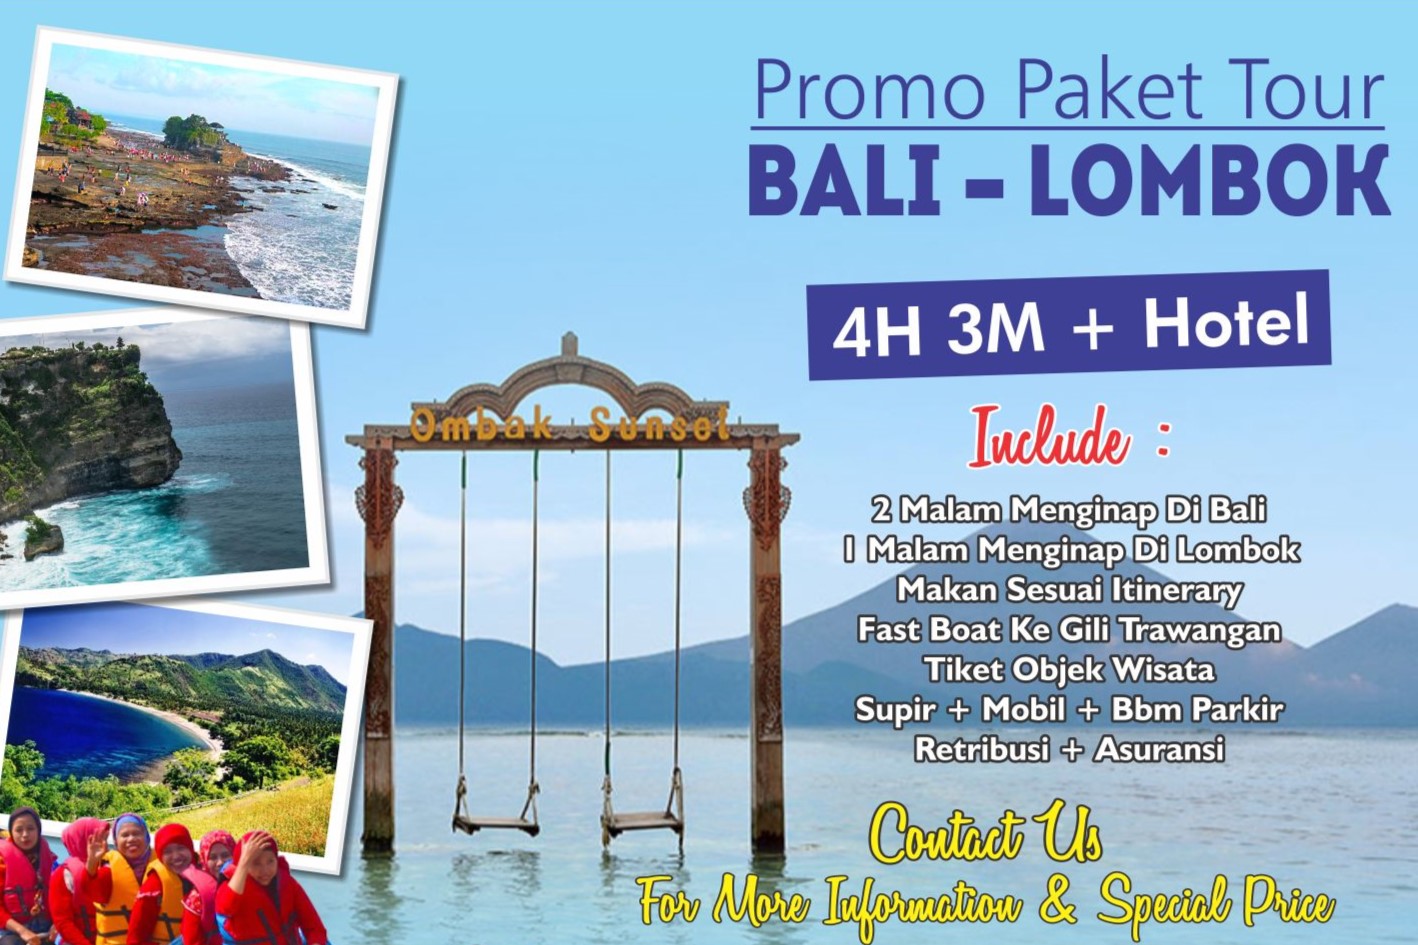 Promo Paket Tour
BALI - LOMBOK
4H 3M + Hotel
Ombak Sunset
Include :
2 Malam Menginap Di Bali
1 Malam Menginap Di Lombok
Makan Sesuai Itinerary
Fast Boat Ke Gili Trawangan
Tiket Objek Wisata
Supir + Mobil + Bbm Parkir
Retribusi + Asuransi
Contact Us
For More Information & Special Price